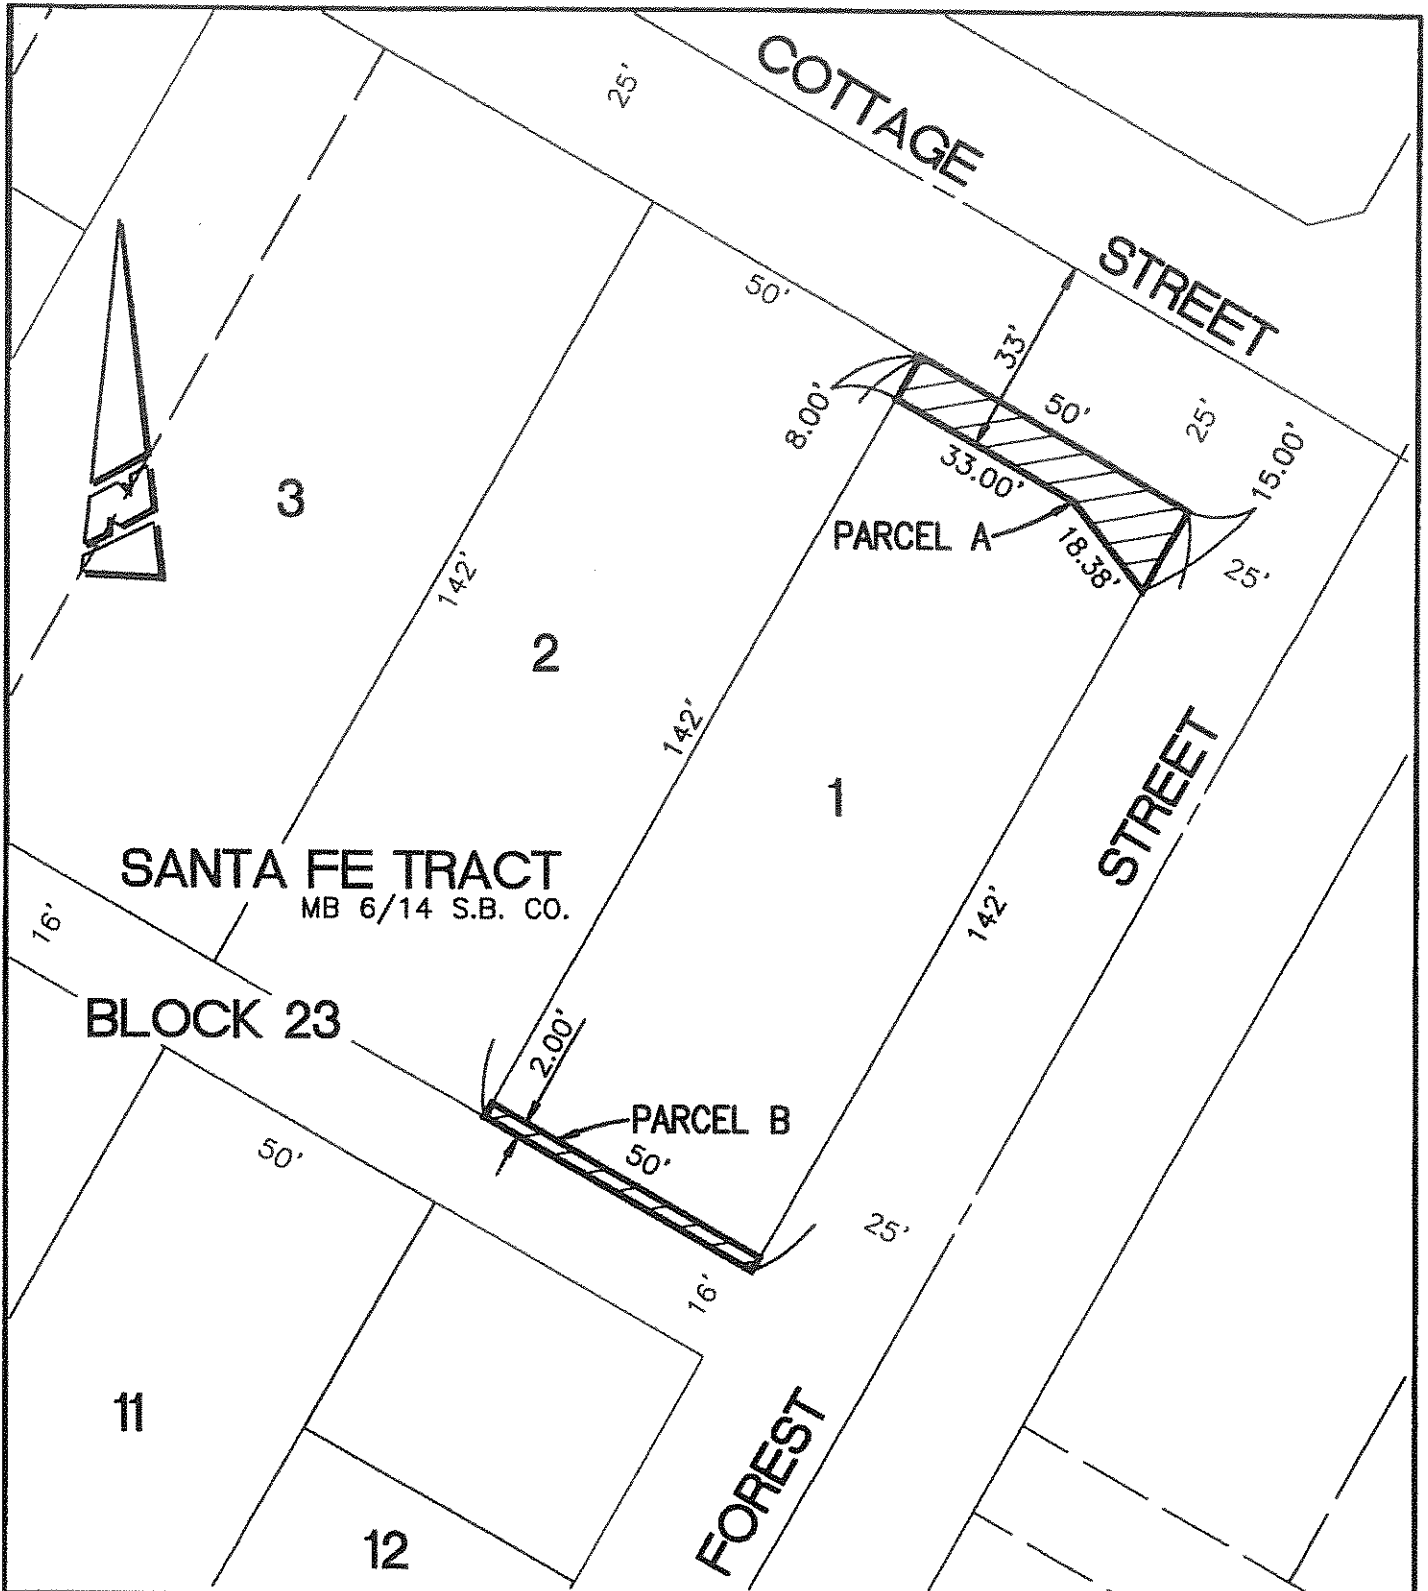 COTTAGE STREET
25'
50'
33'
8.00'
50'
25'
15.00'
33.00'
PARCEL A
18.38'
25'
N
3
142'
2
142'
1
STREET
SANTA FE TRACT
MB 6/14 S.B. CO.
142'
16'
BLOCK 23
2.00'
PARCEL B
50'
50'
25'
16'
11
FOREST
12